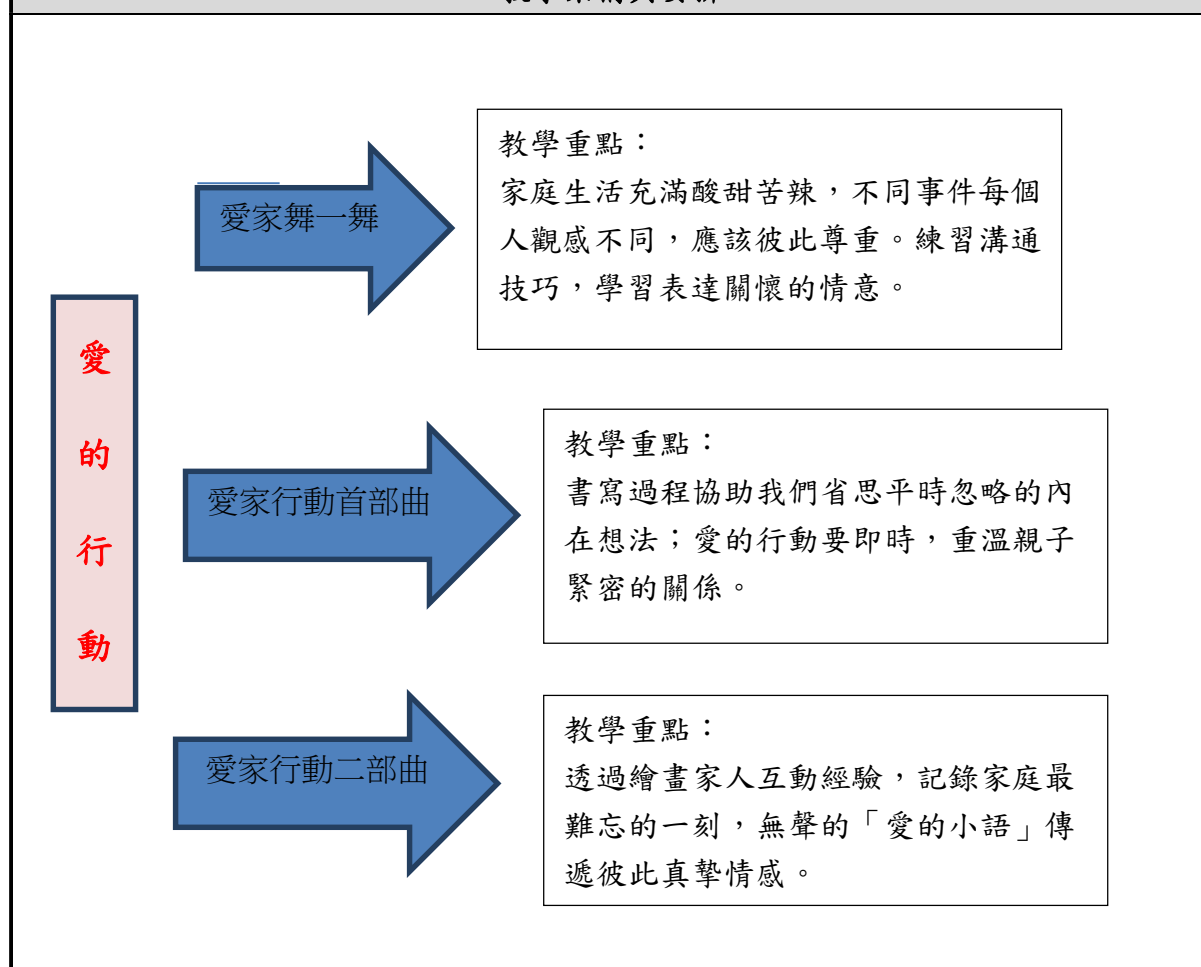 愛家舞一舞
教學重點：
家庭生活充滿酸甜苦辣，不同事件每個
人觀感不同，應該彼此尊重。練習溝通
技巧，學習表達關懷的情意。
愛
的
行
動
愛家行動首部曲
教學重點：
書寫過程協助我們省思平時忽略的內
在想法；愛的行動要即時，重溫親子
緊密的關係。
愛家行動二部曲
教學重點：
透過繪畫家人互動經驗，記錄家庭最
難忘的一刻，無聲的「愛的小語」傳
遞彼此真摯情感。